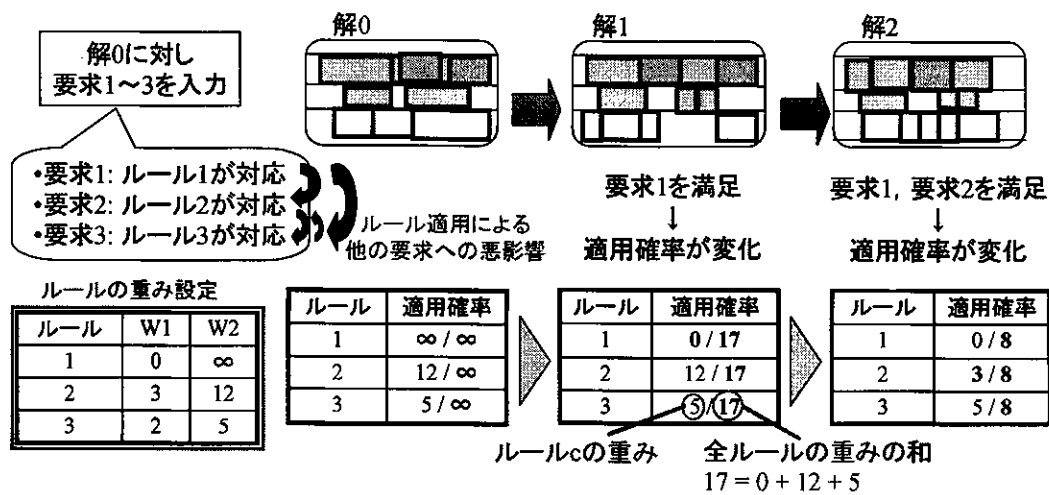 解0に対し
要求1～3を入力
解0
解1
解2
•要求1: ルール1が対応
•要求2: ルール2が対応
•要求3: ルール3が対応
ルール適用による
他の要求への悪影響
要求1を満足
↓
適用確率が変化
要求1, 要求2を満足
↓
適用確率が変化
ルールの重み設定
ルール W1 W2
1 0 ∞
2 3 12
3 2 5
ルール 適用確率
1 ∞ / ∞
2 12 / ∞
3 5 / ∞
ルール 適用確率
1 0 / 17
2 12 / 17
3 5/17
ルール 適用確率
1 0 / 8
2 3 / 8
3 5 / 8
ルールcの重み
全ルールの重みの和
17 = 0 + 12 + 5